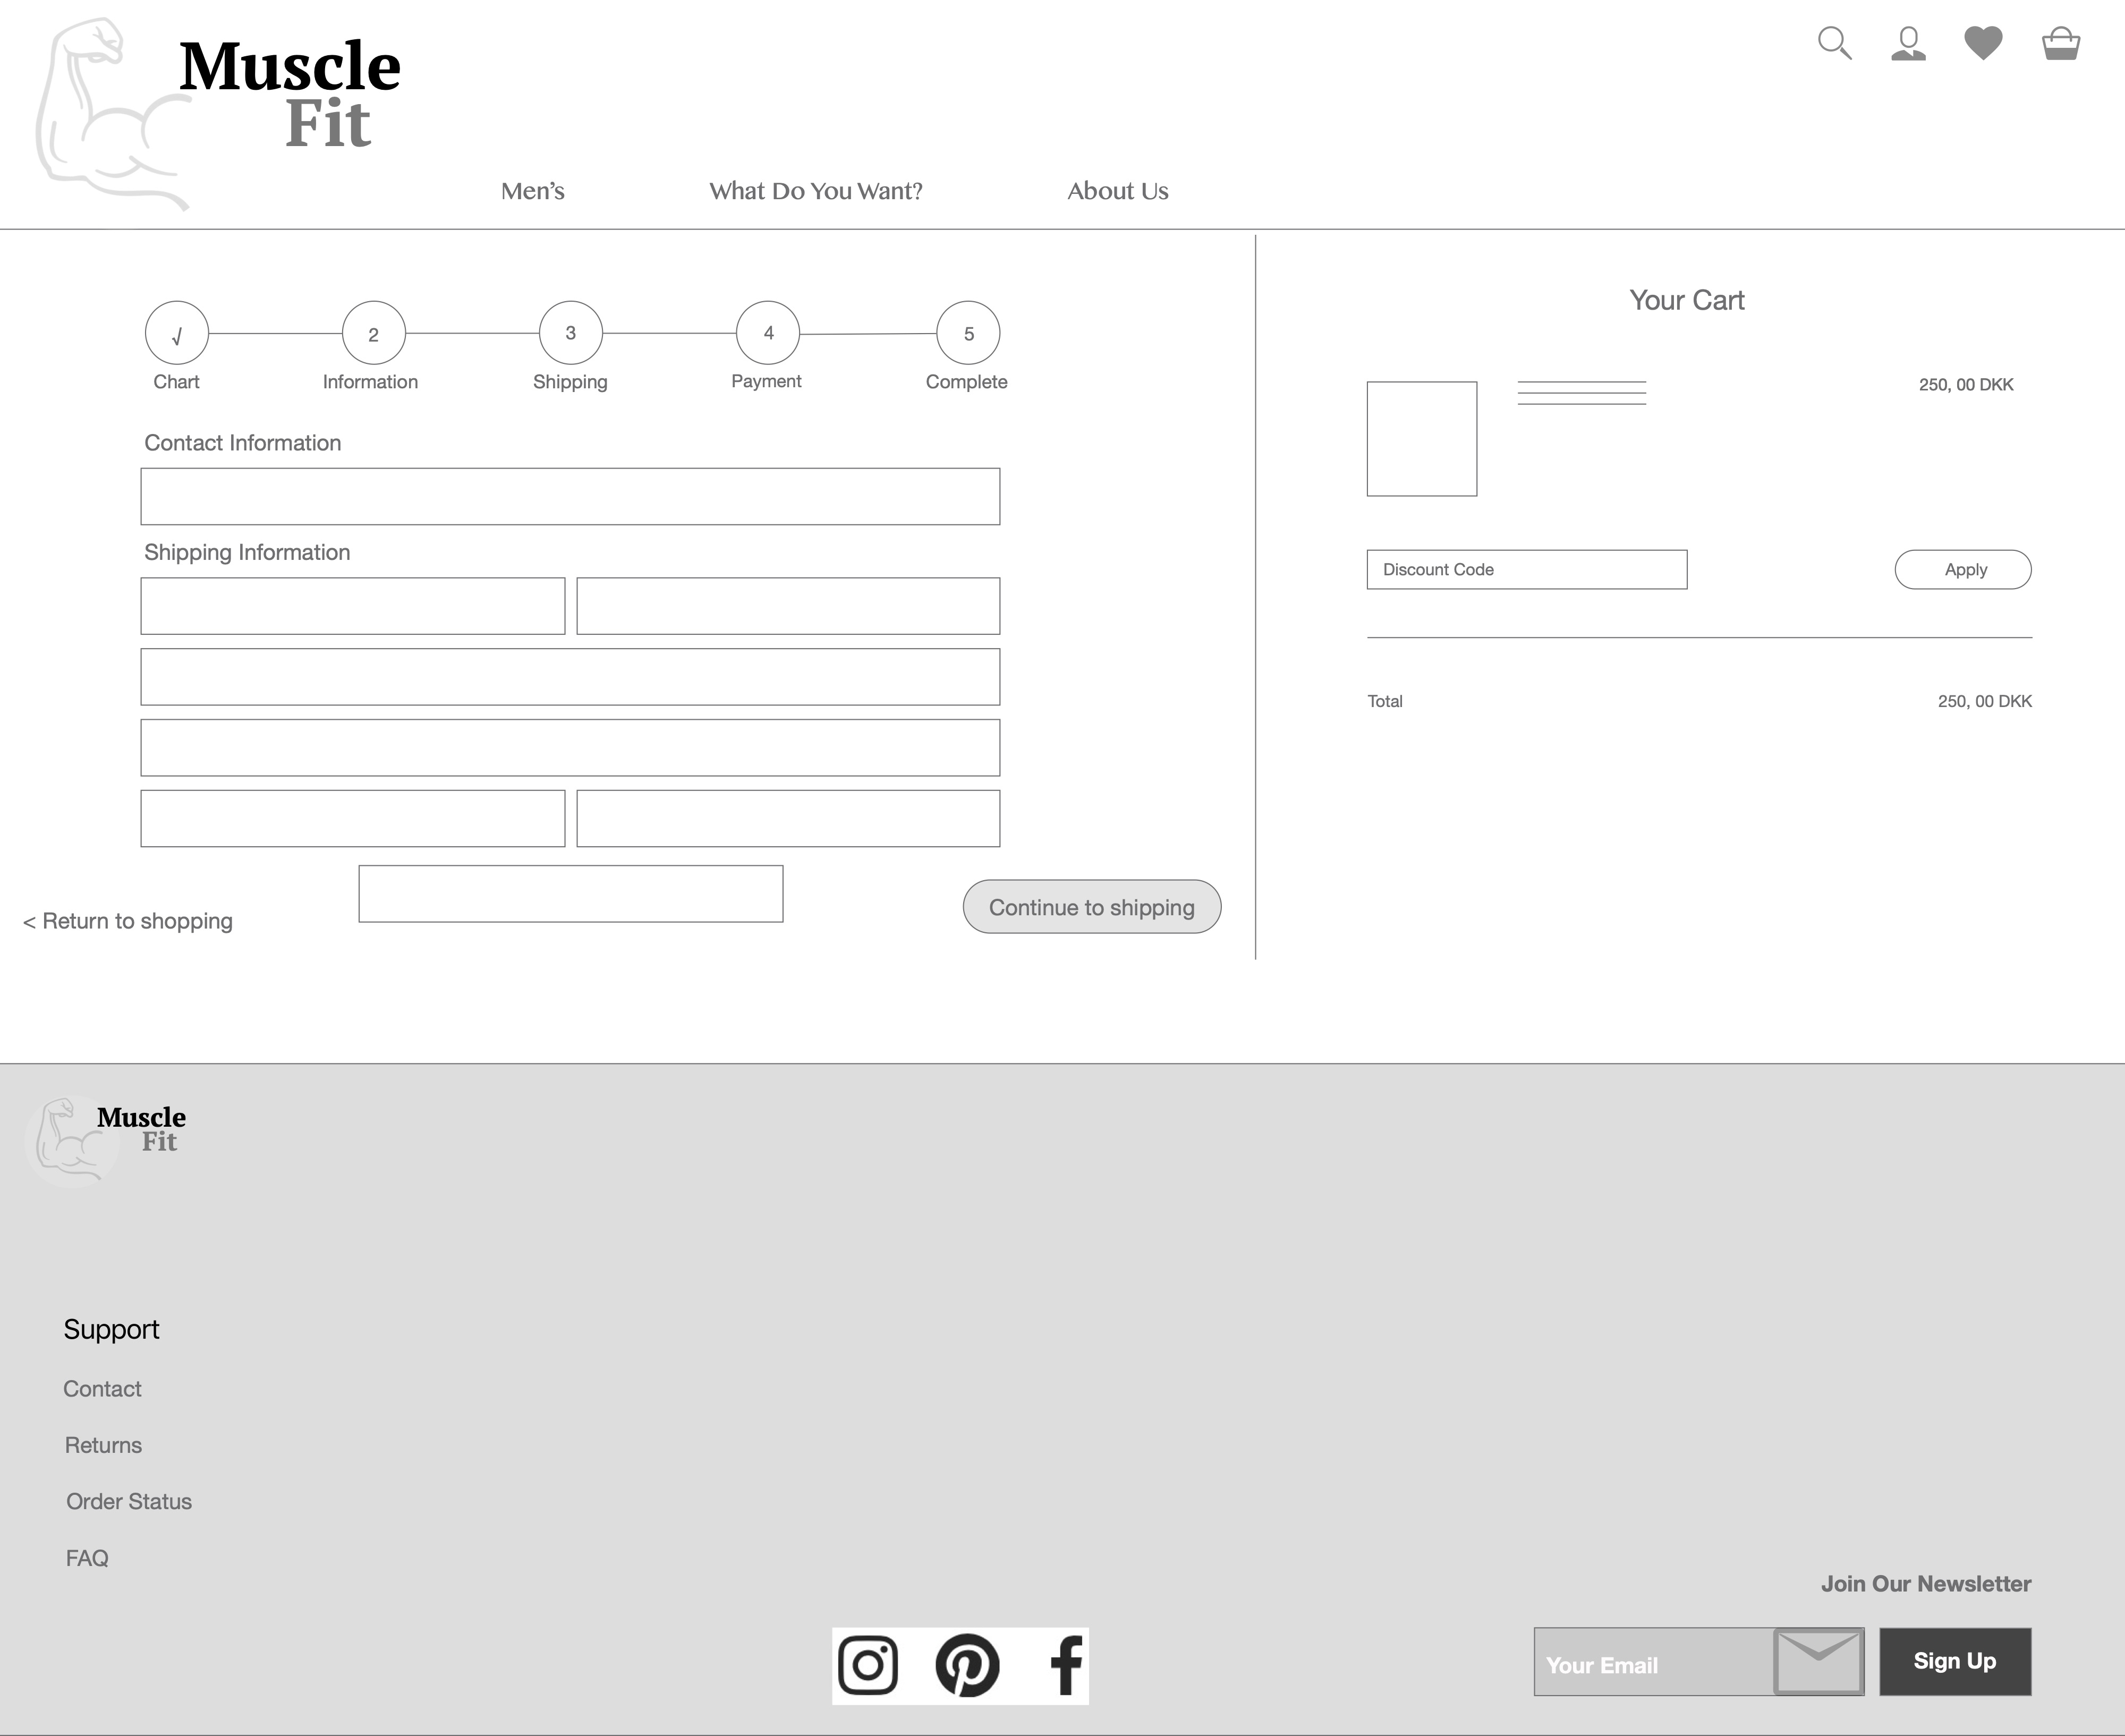 Muscle
Fit
Men's
What Do You Want?
About Us
√
2
3
4
5
Chart
Information
Shipping
Payment
Complete
Contact Information
Shipping Information
< Return to shopping
Continue to shipping
Your Cart
250, 00 DKK
Discount Code
Apply
Total
250, 00 DKK
Muscle
Fit
Support
Contact
Returns
Order Status
FAQ
Join Our Newsletter
Your Email
Sign Up